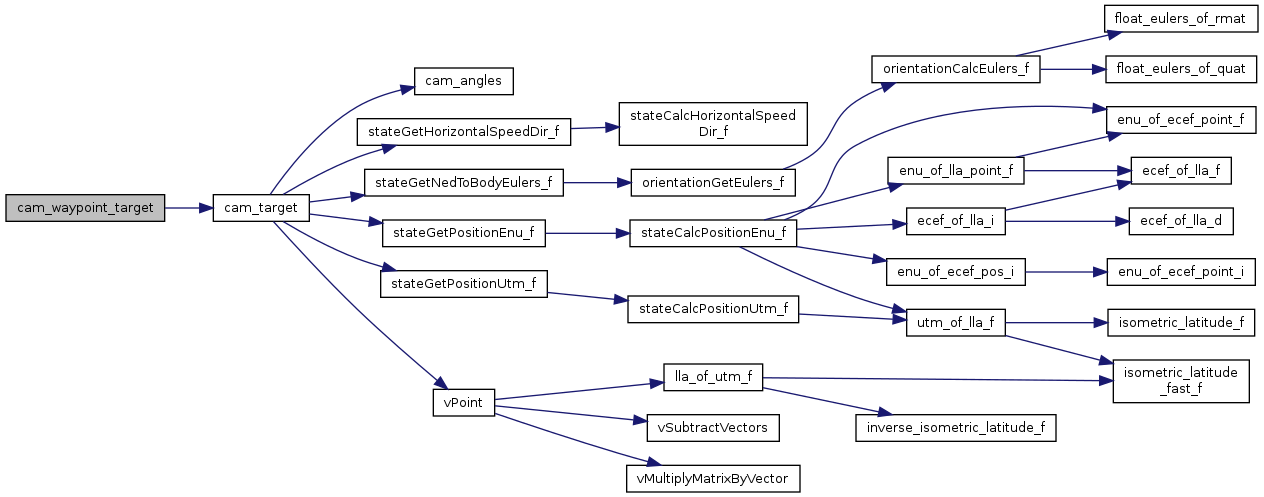 float_eulers_of_rmat
orientationCalcEulers_f
float_eulers_of_quat
cam_angles
stateGetHorizontalSpeedDir_f
stateCalcHorizontalSpeed
Dir_f
enu_of_ecef_point_f
enu_of_lla_point_f
ecef_of_lla_f
stateGetNedToBodyEulers_f
orientationGetEulers_f
cam_waypoint_target
cam_target
ecef_of_lla_i
ecef_of_lla_d
stateGetPositionEnu_f
stateCalcPositionEnu_f
enu_of_ecef_pos_i
enu_of_ecef_point_i
stateGetPositionUtm_f
stateCalcPositionUtm_f
utm_of_lla_f
isometric_latitude_f
lla_of_utm_f
isometric_latitude
_fast_f
vPoint
vSubtractVectors
inverse_isometric_latitude_f
vMultiplyMatrixByVector